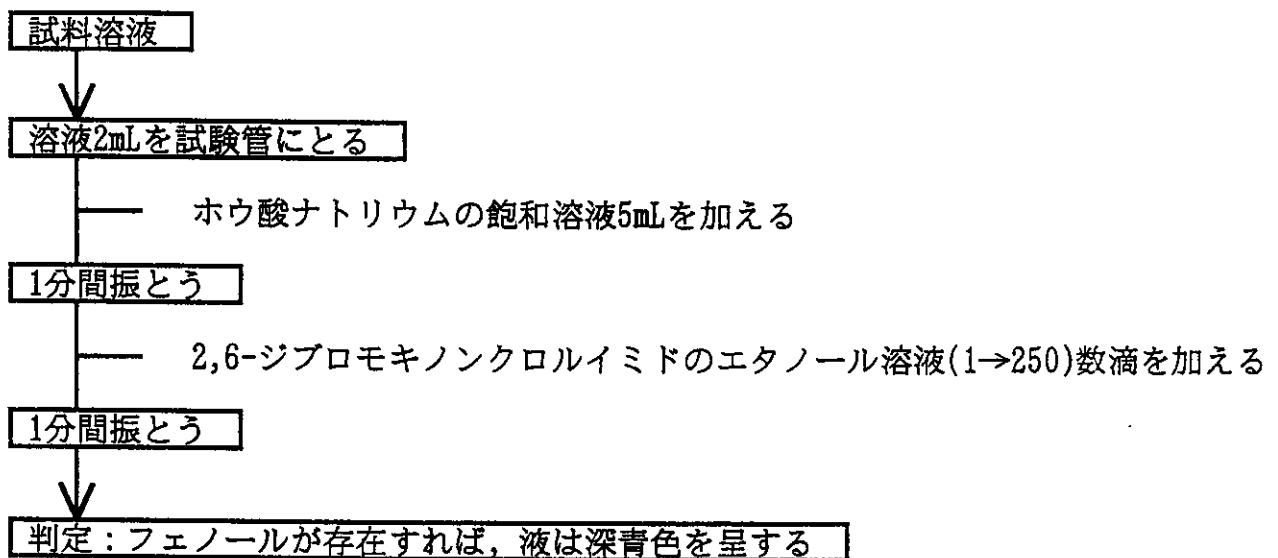 試料溶液
溶液2mLを試験管にとる
ホウ酸ナトリウムの飽和溶液5mLを加える
1分間振とう
2,6-ジブロモキノンクロルイミドのエタノール溶液(1→250)数滴を加える
1分間振とう
判定：フェノールが存在すれば，液は深青色を呈する